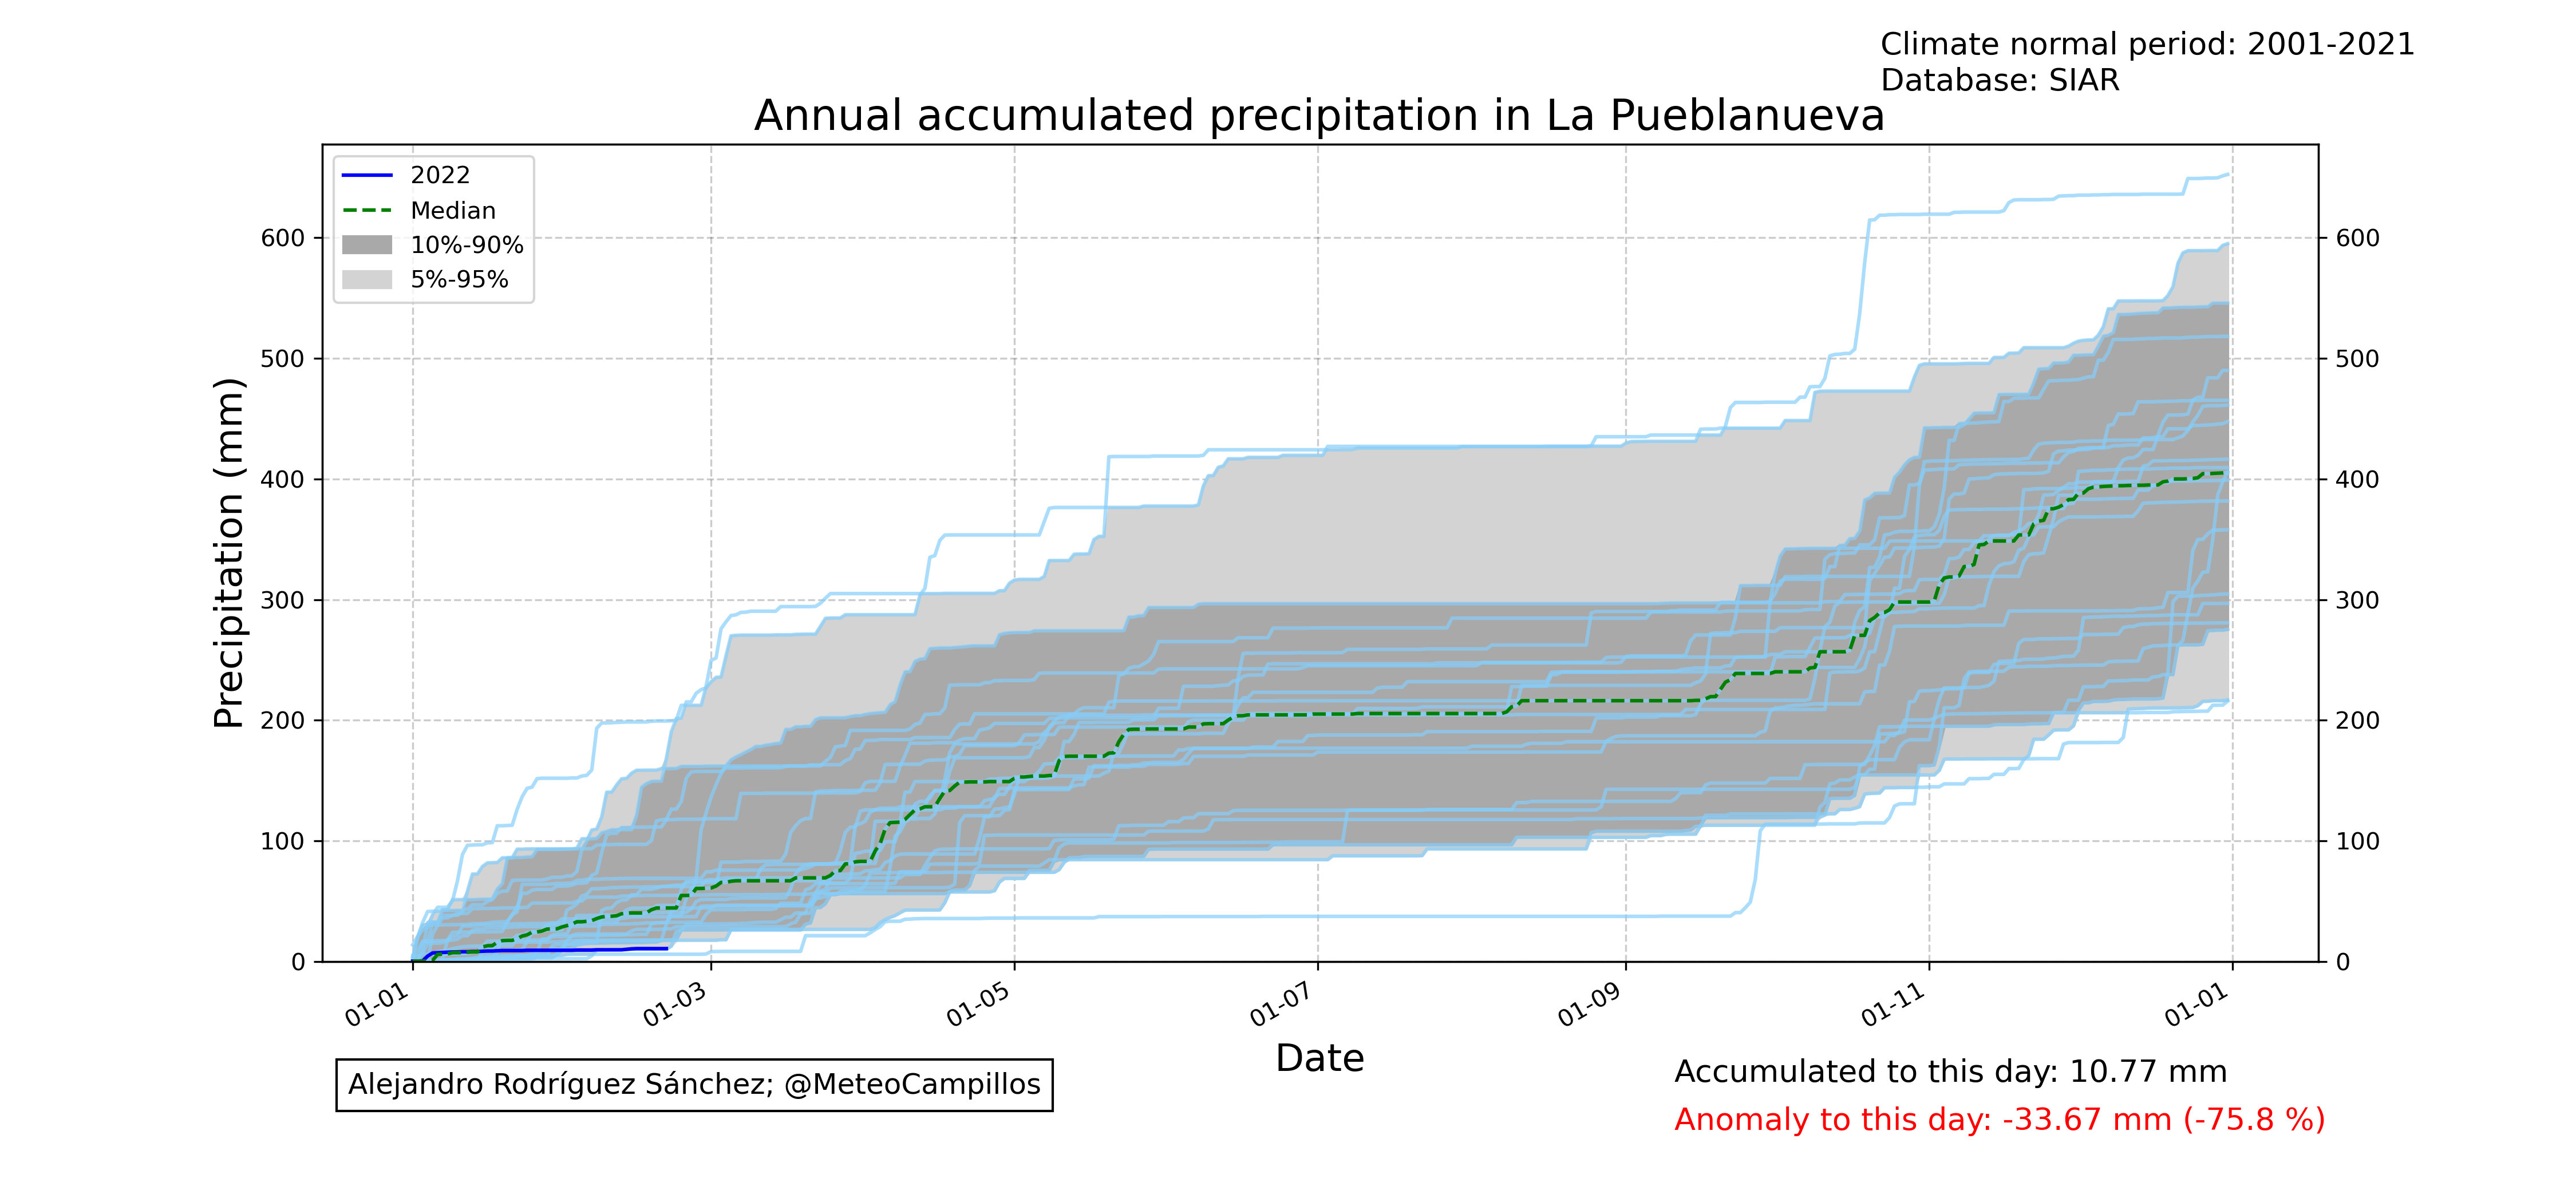 Climate normal period: 2001-2021
Database: SIAR
Annual accumulated precipitation in La Pueblanueva
2022
Median
10%-90%
5%-95%
Precipitation (mm)
600
500
400
300
200
100
0
600
500
400
300
200
100
0
01-01
01-03
01-05
01-07
01-09
01-11
01-01
Date
Alejandro Rodríguez Sánchez; @MeteoCampillos
Accumulated to this day: 10.77 mm
Anomaly to this day: -33.67 mm (-75.8 %)